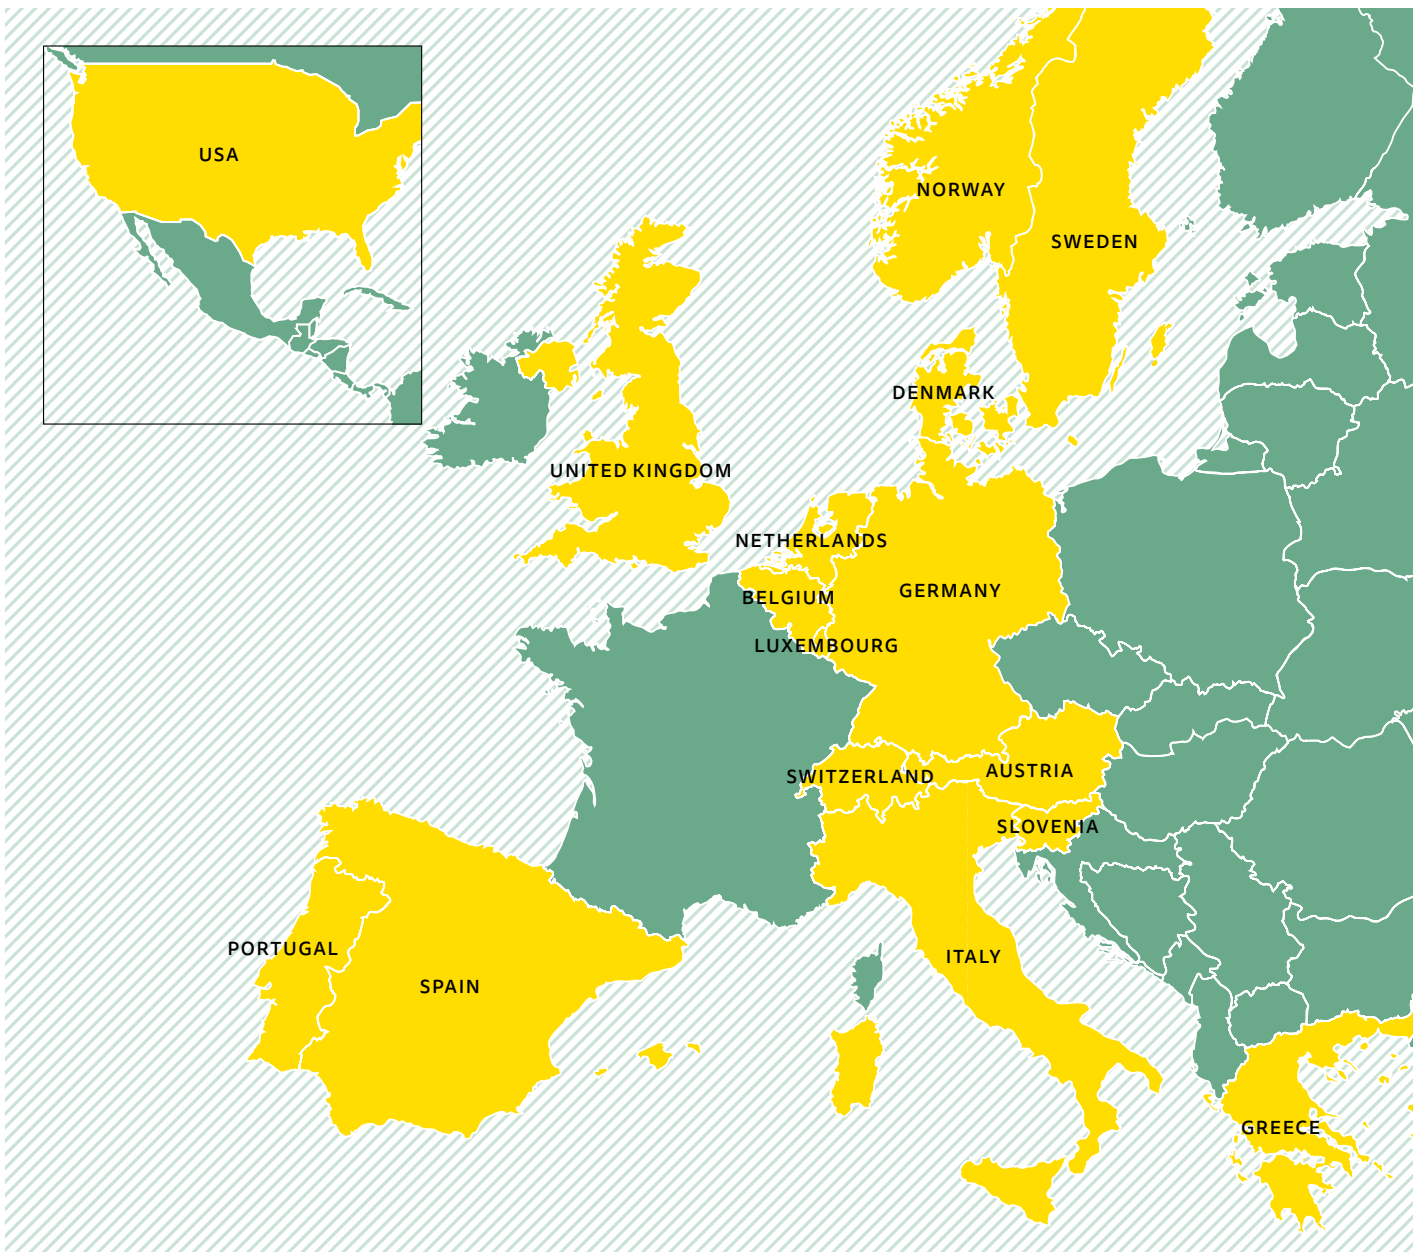 USA
NORWAY
SWEDEN
DENMARK
UNITED KINGDOM
NETHERLANDS
GERMANY
BELGIUM
LUXEMBOURG
AUSTRIA
SWITZERLAND
SLOVENIA
PORTUGAL
ITALY
SPAIN
GREECE